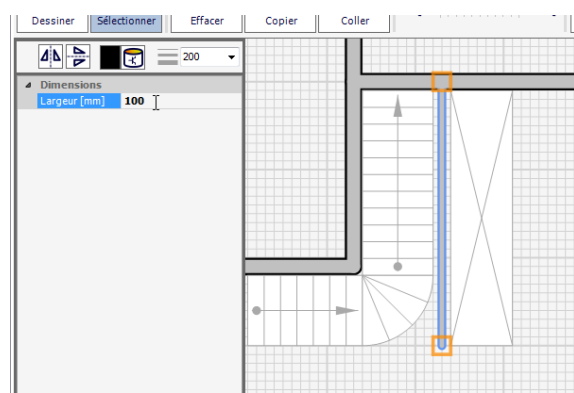 Dessiner Sélectionner Effacer Copier Coller
200
Dimensions
Largeur [mm] 100